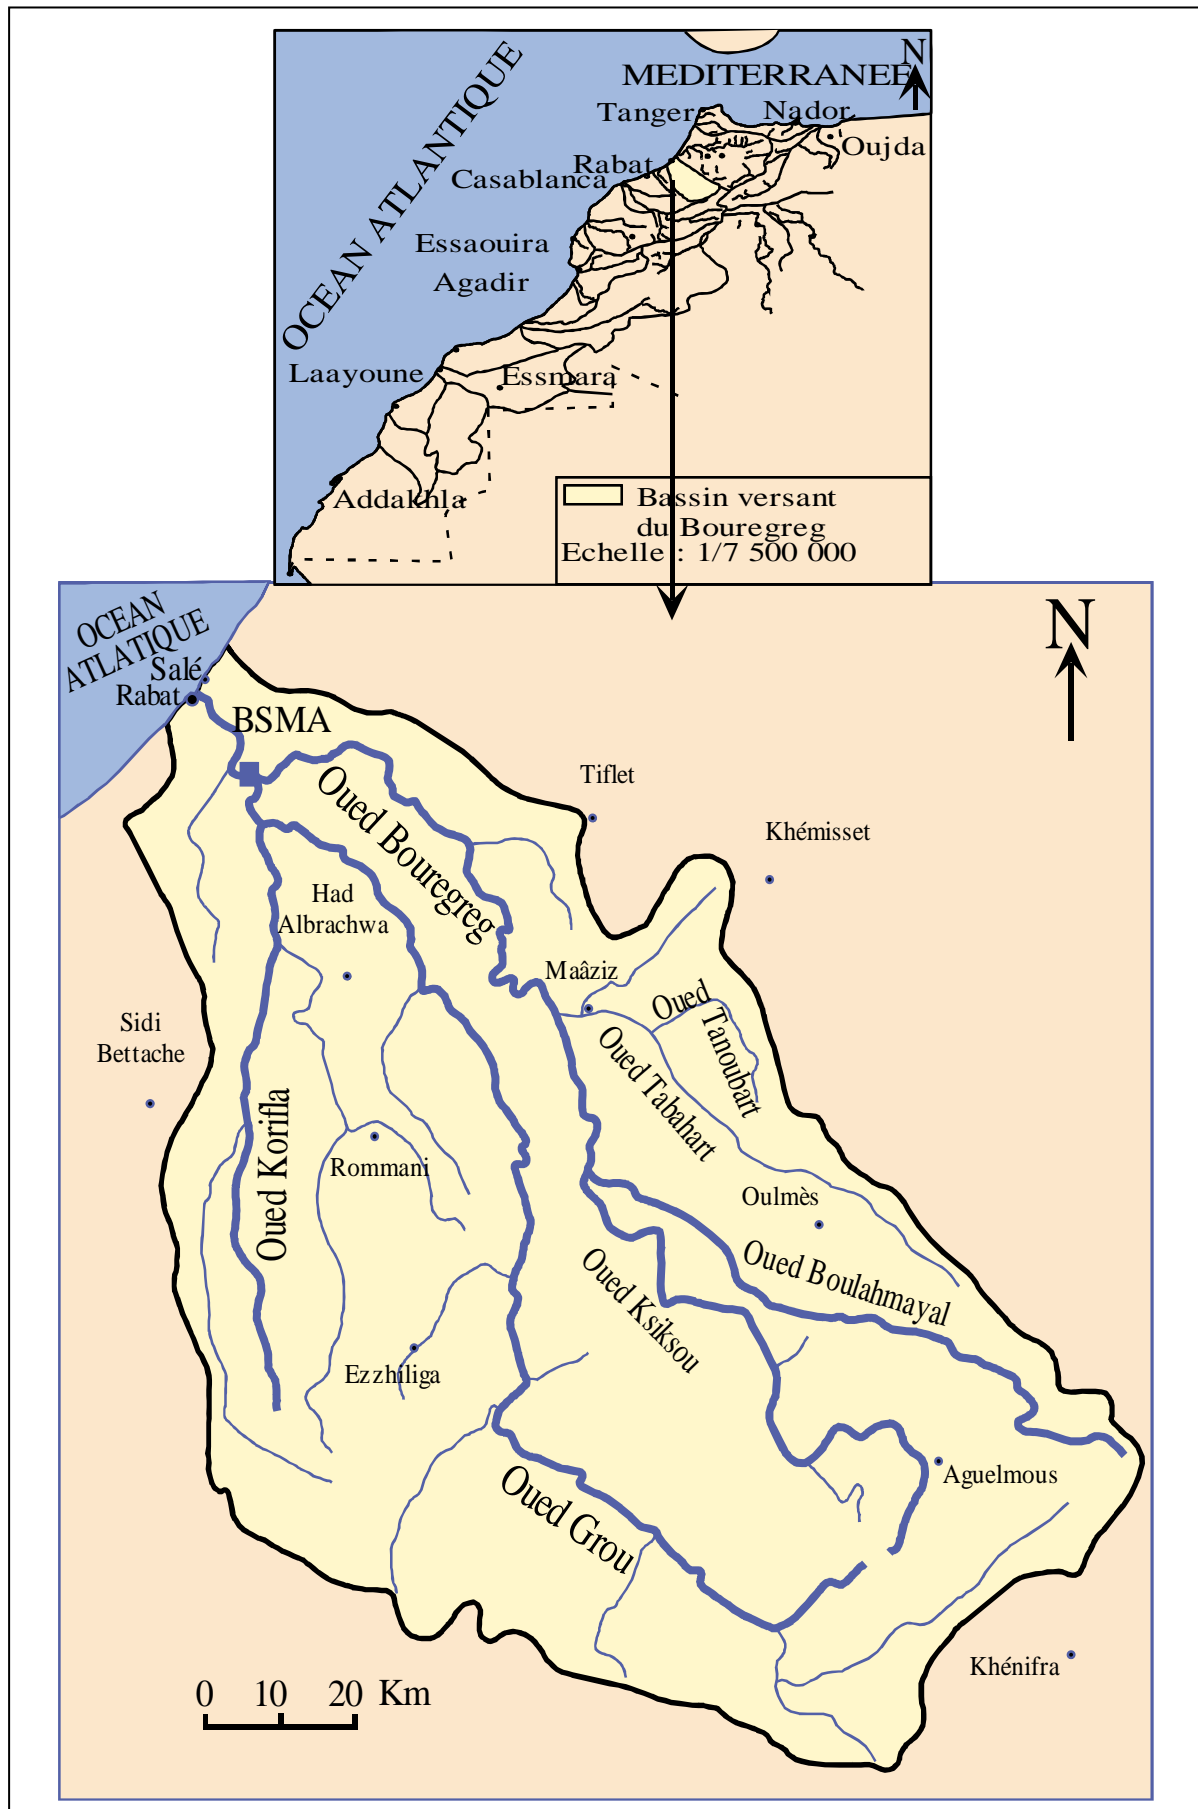 OCEAN ATLANTIQUE
N
MEDITERRANEE
Tanger
Nador
Oujda
Rabat
Casablanca
Essaouira
Agadir
Laayoune
Essmara
Addakhla
Bassin versant
du Bouregreg
Echelle : 1/7 500 000
OCEAN
ATLATIQUE
N
Salé
Rabat
BSMA
Tiflet
Oued Bouregreg
Khémisset
Had
Albrachwa
Maâziz
Oued
Tanoubart
Sidi
Bettache
Oued Tabahart
Oued Korifla
Rommani
Oulmès
Oued Boulahmayal
Oued Ksiksou
Ezzhiliga
Aguelmous
Oued Grou
Khénifra
0 10 20 Km